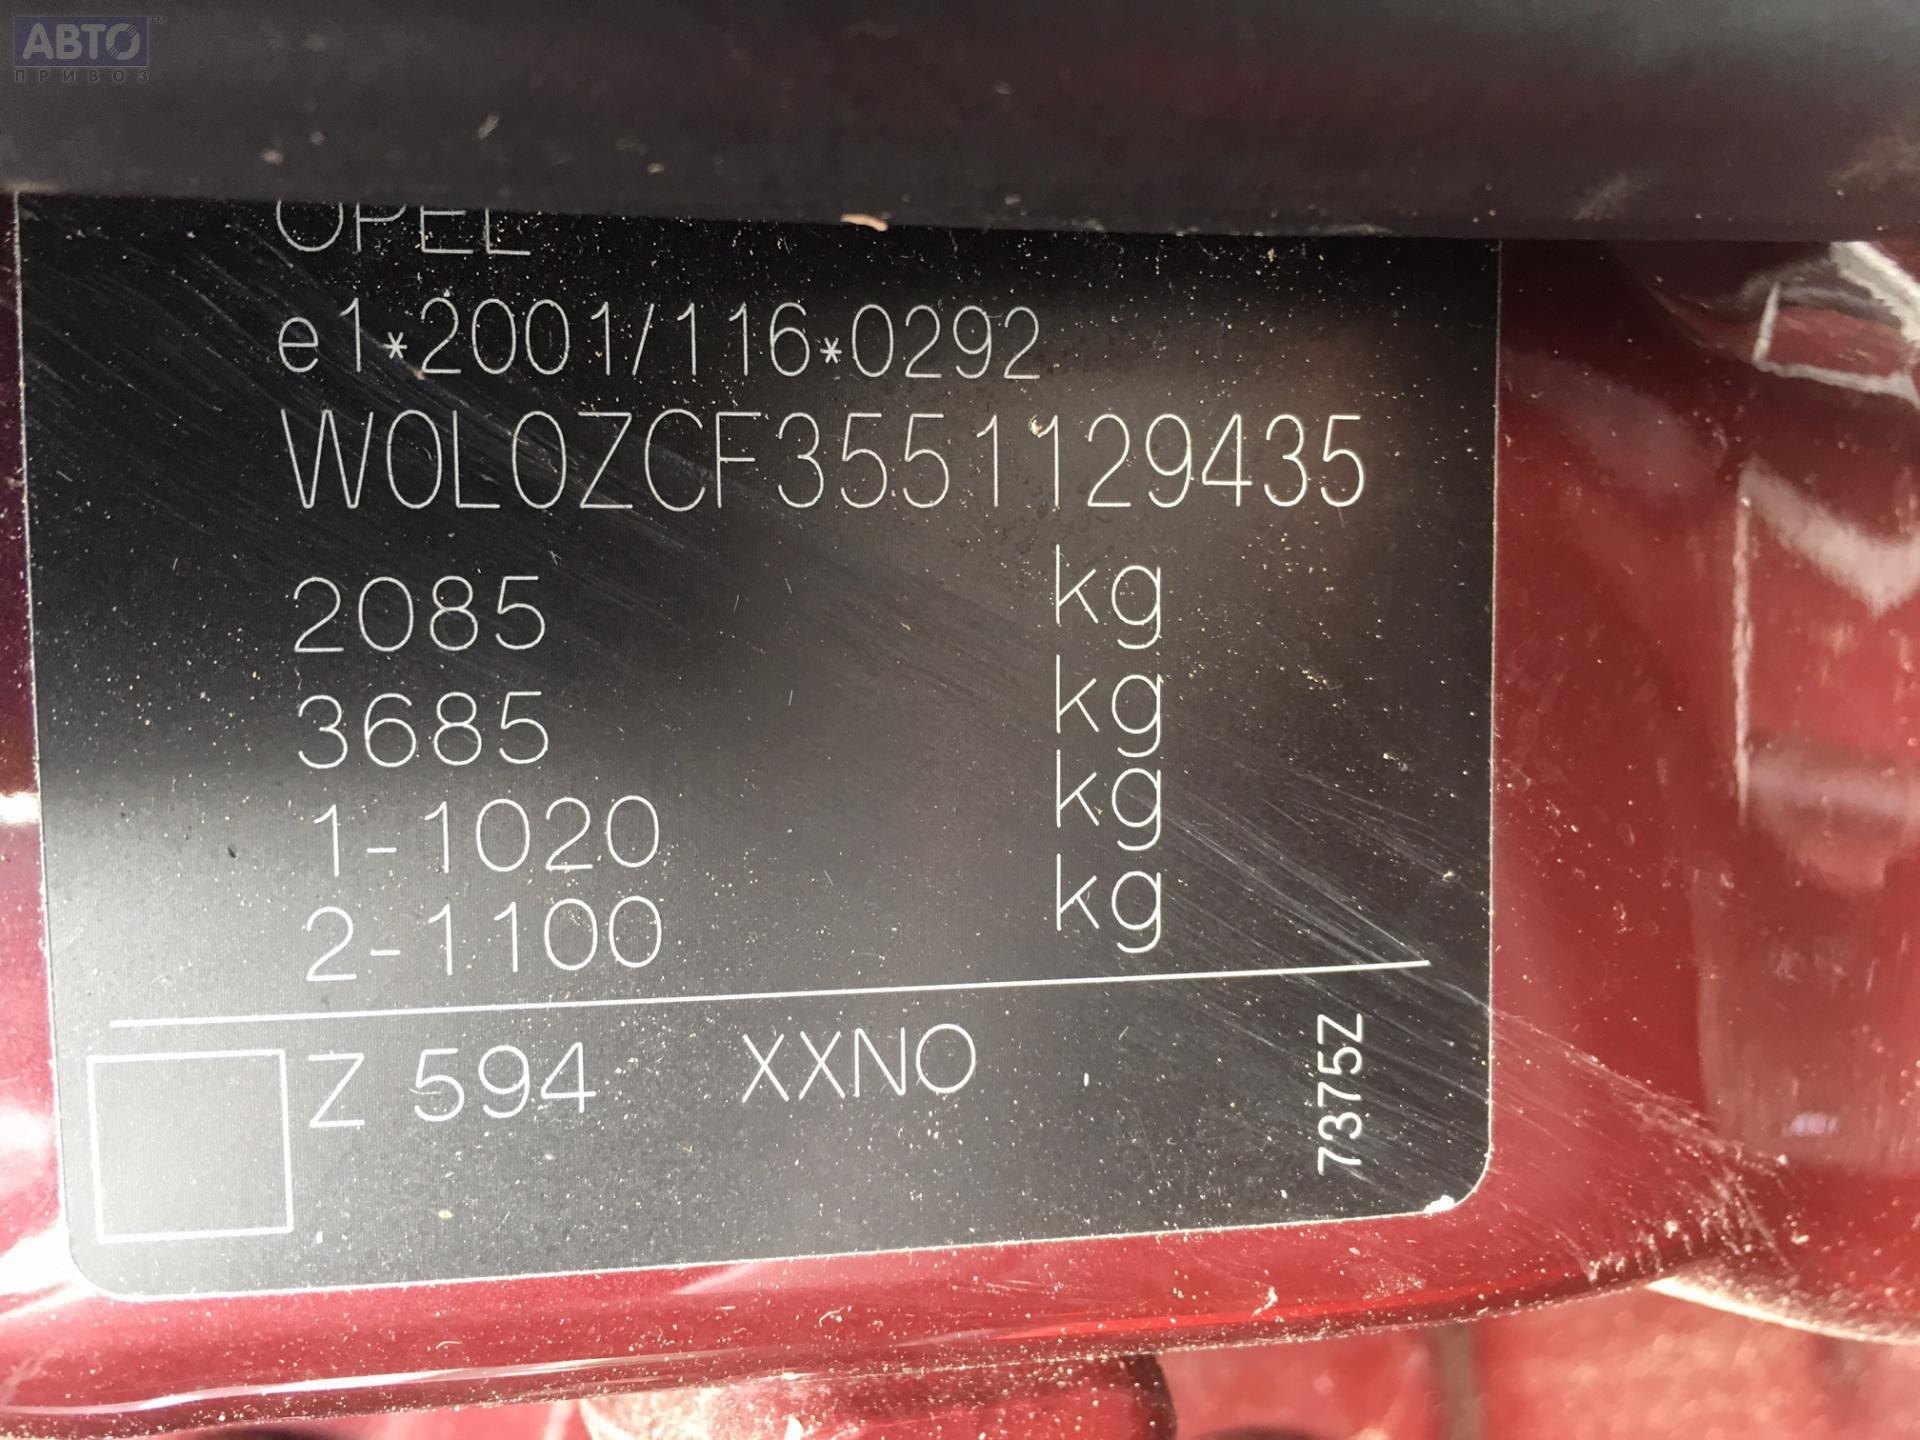 АВТО™
ПРИВОЗ
OPEL
e1*2001/116*0292
W0L0ZCF3551129435
2085 kg
3685 kg
1-1020 kg
2-1100 kg
Z 594 XXNO
7375Z